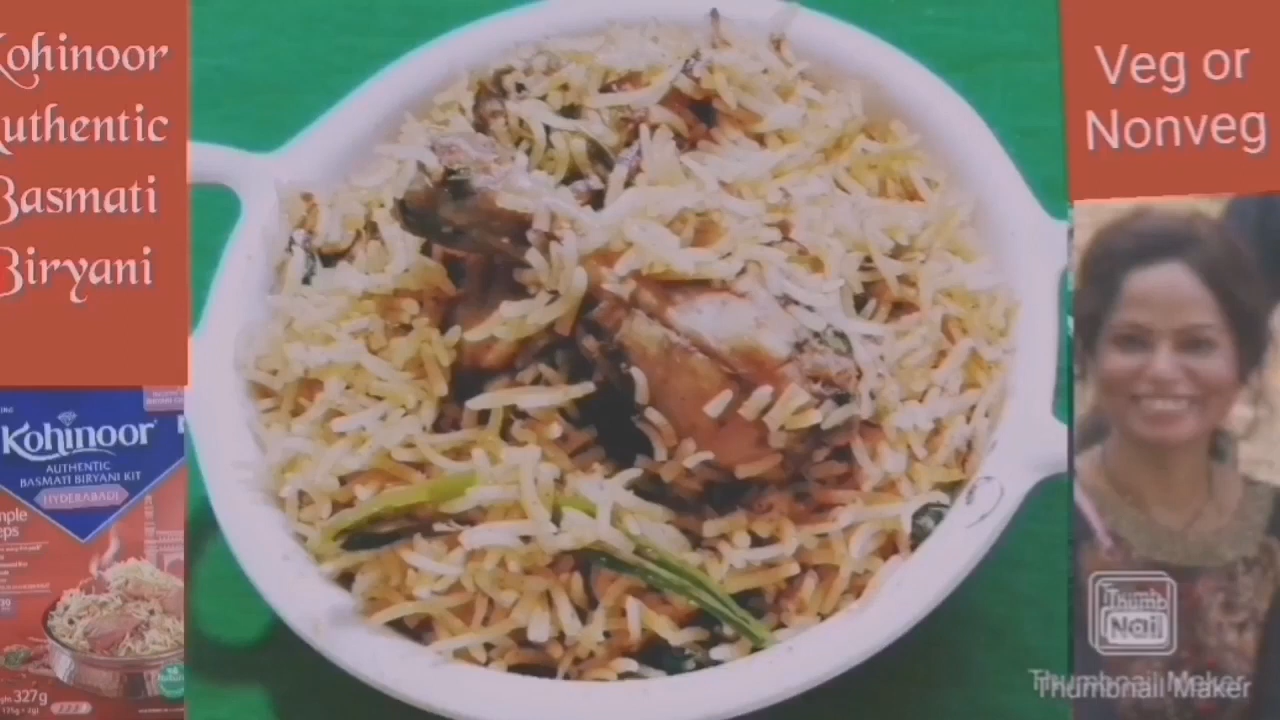 Kohinoor
Authentic
Basmati
Biryani
Veg or
Nonveg
Kohinoor
AUTHENTIC
BASMATI BIRYANI KIT
HYDERABADI
327g
Thumb
Nail
Thumbnail Maker